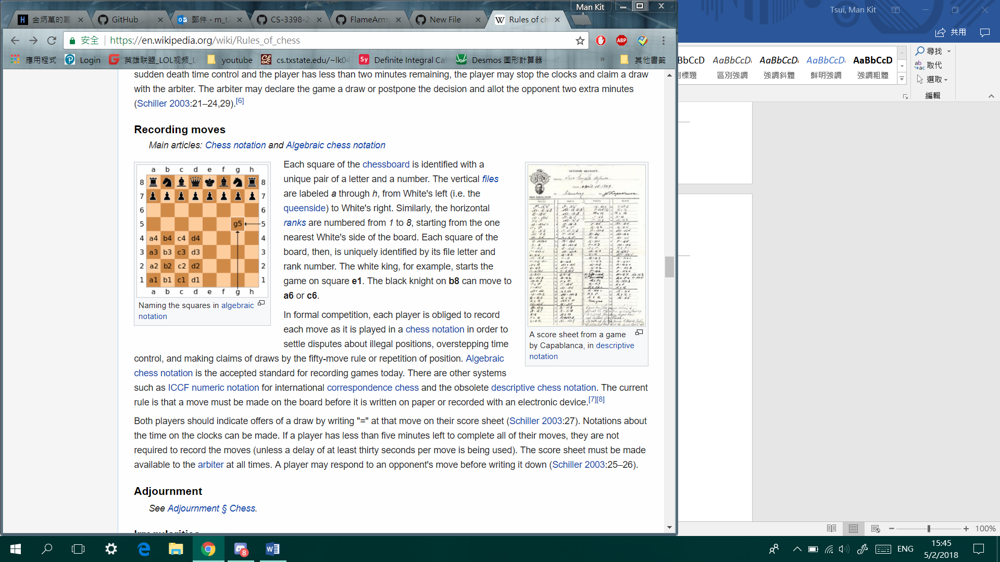 Man Kit
金炳萬的叢
GitHub
郵件 - m_t2
CS-3398-2
FlameArmy
New File
Rules of ch
安全
https://en.wikipedia.org/wiki/Rules_of_chess
應用程式
Login
英雄联盟_LOL视频_L
youtube
cs.txstate.edu/~lk04
Definite Integral Cal
Desmos 圖形計算器
»
其他書籤
sudden death time control and the player has less than two minutes remaining, the player may stop the clocks and claim a draw
with the arbiter. The arbiter may declare the game a draw or postpone the decision and allot the opponent two extra minutes
(Schiller 2003:21–24,29).[6]
Recording moves
Main articles: Chess notation and Algebraic chess notation
a b c d e f g h
8 8
7 7
6 6
5 g5 5
4 a4 b4 c4 d4 4
3 a3 b3 c3 d3 3
2 a2 b2 c2 d2 2
1 a1 b1 c1 d1 1
a b c d e f g h
Naming the squares in algebraic
notation
Each square of the chessboard is identified with a
unique pair of a letter and a number. The vertical files
are labeled a through h, from White's left (i.e. the
queenside) to White's right. Similarly, the horizontal
ranks are numbered from 1 to 8, starting from the one
nearest White's side of the board. Each square of the
board, then, is uniquely identified by its file letter and
rank number. The white king, for example, starts the
game on square e1. The black knight on b8 can move to
a6 or c6.
SCORE SHEET.
april 15, 1909
WHITE BLACK WHITE BLACK
A score sheet from a game
by Capablanca, in descriptive
notation
In formal competition, each player is obliged to record
each move as it is played in a chess notation in order to
settle disputes about illegal positions, overstepping time
control, and making claims of draws by the fifty-move rule or repetition of position. Algebraic
chess notation is the accepted standard for recording games today. There are other systems
such as ICCF numeric notation for international correspondence chess and the obsolete descriptive chess notation. The current
rule is that a move must be made on the board before it is written on paper or recorded with an electronic device.[7][8]
Both players should indicate offers of a draw by writing "=" at that move on their score sheet (Schiller 2003:27). Notations about
the time on the clocks can be made. If a player has less than five minutes left to complete all of their moves, they are not
required to record the moves (unless a delay of at least thirty seconds per move is being used). The score sheet must be made
available to the arbiter at all times. A player may respond to an opponent's move before writing it down (Schiller 2003:25–26).
Adjournment
See Adjournment § Chess.
Irregularities
Tsui, Man Kit
共用
BbCcD AaBbCcD AaBbCcD AaBbCcD AaBbCcD
標題 區別強調 強調斜體 鮮明強調 強調粗體
尋找
取代
選取
編輯
100%
8
ENG
15:45
5/2/2018